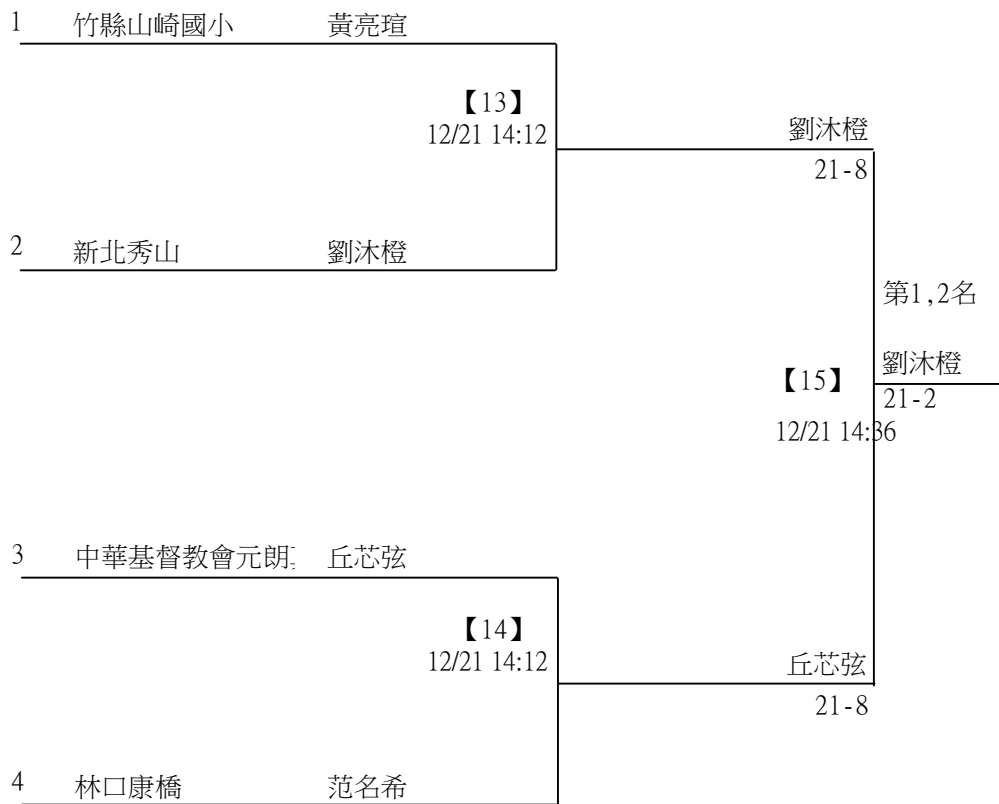 1 竹縣山崎國小 黃亮瑄
【13】
12/21 14:12
劉沐橙
21-8
2 新北秀山 劉沐橙
第1,2名
劉沐橙
【15】
21-2
12/21 14:36
3 中華基督教會元朗 丘芯弦
【14】
12/21 14:12
丘芯弦
21-8
4 林口康橋 范名希